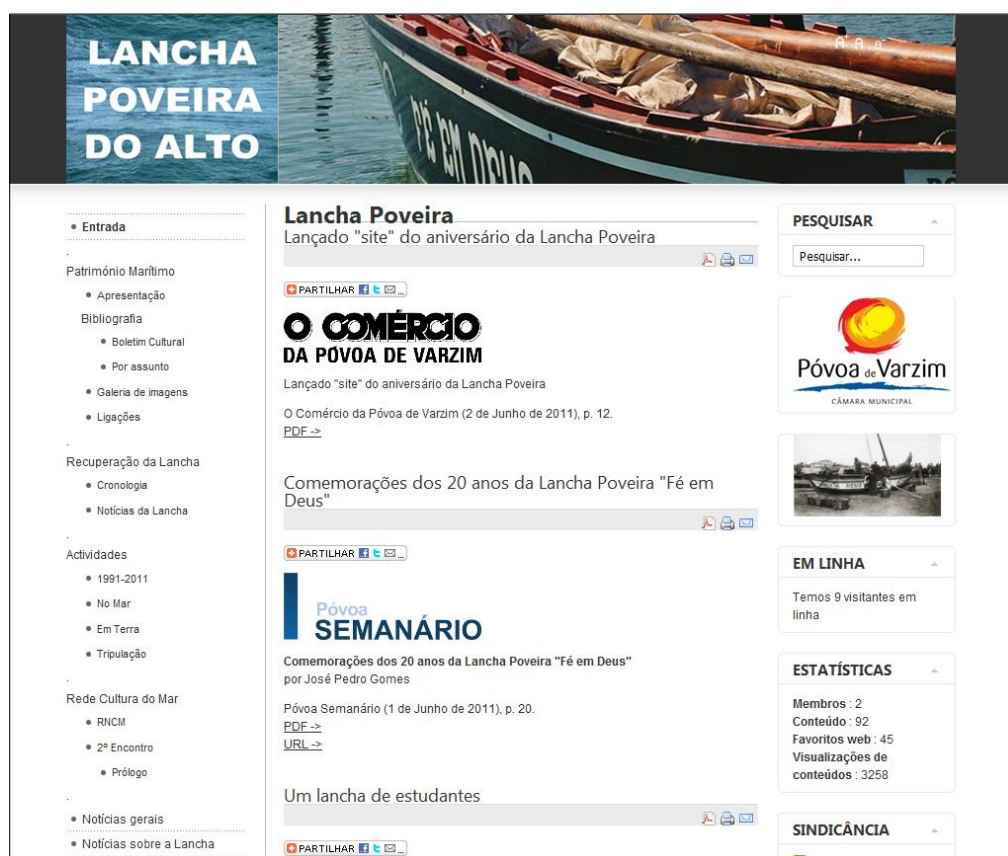 LANCHA
POVEIRA
DO ALTO
A+ A A-
FÉ EM DEUS
Entrada
Património Marítimo
Apresentação
Bibliografia
Boletim Cultural
Por assunto
Galeria de imagens
Ligações
Recuperação da Lancha
Cronologia
Notícias da Lancha
Actividades
1991-2011
No Mar
Em Terra
Tripulação
Rede Cultura do Mar
RNCM
2º Encontro
Prólogo
Notícias gerais
Notícias sobre a Lancha
Lancha Poveira
Lançado "site" do aniversário da Lancha Poveira
PARTILHAR
O COMÉRCIO
DA PÓVOA DE VARZIM
Lançado "site" do aniversário da Lancha Poveira
O Comércio da Póvoa de Varzim (2 de Junho de 2011), p. 12.
PDF ->
Comemorações dos 20 anos da Lancha Poveira "Fé em
Deus"
PARTILHAR
Póvoa
SEMANÁRIO
Comemorações dos 20 anos da Lancha Poveira "Fé em Deus"
por José Pedro Gomes
Póvoa Semanário (1 de Junho de 2011), p. 20.
PDF ->
URL ->
Um lancha de estudantes
PARTILHAR
PESQUISAR
Pesquisar...
Póvoa de Varzim
CÂMARA MUNICIPAL
EM LINHA
Temos 9 visitantes em
linha
ESTATÍSTICAS
Membros : 2
Conteúdo : 92
Favoritos web : 45
Visualizações de
conteúdos : 3258
SINDICÂNCIA